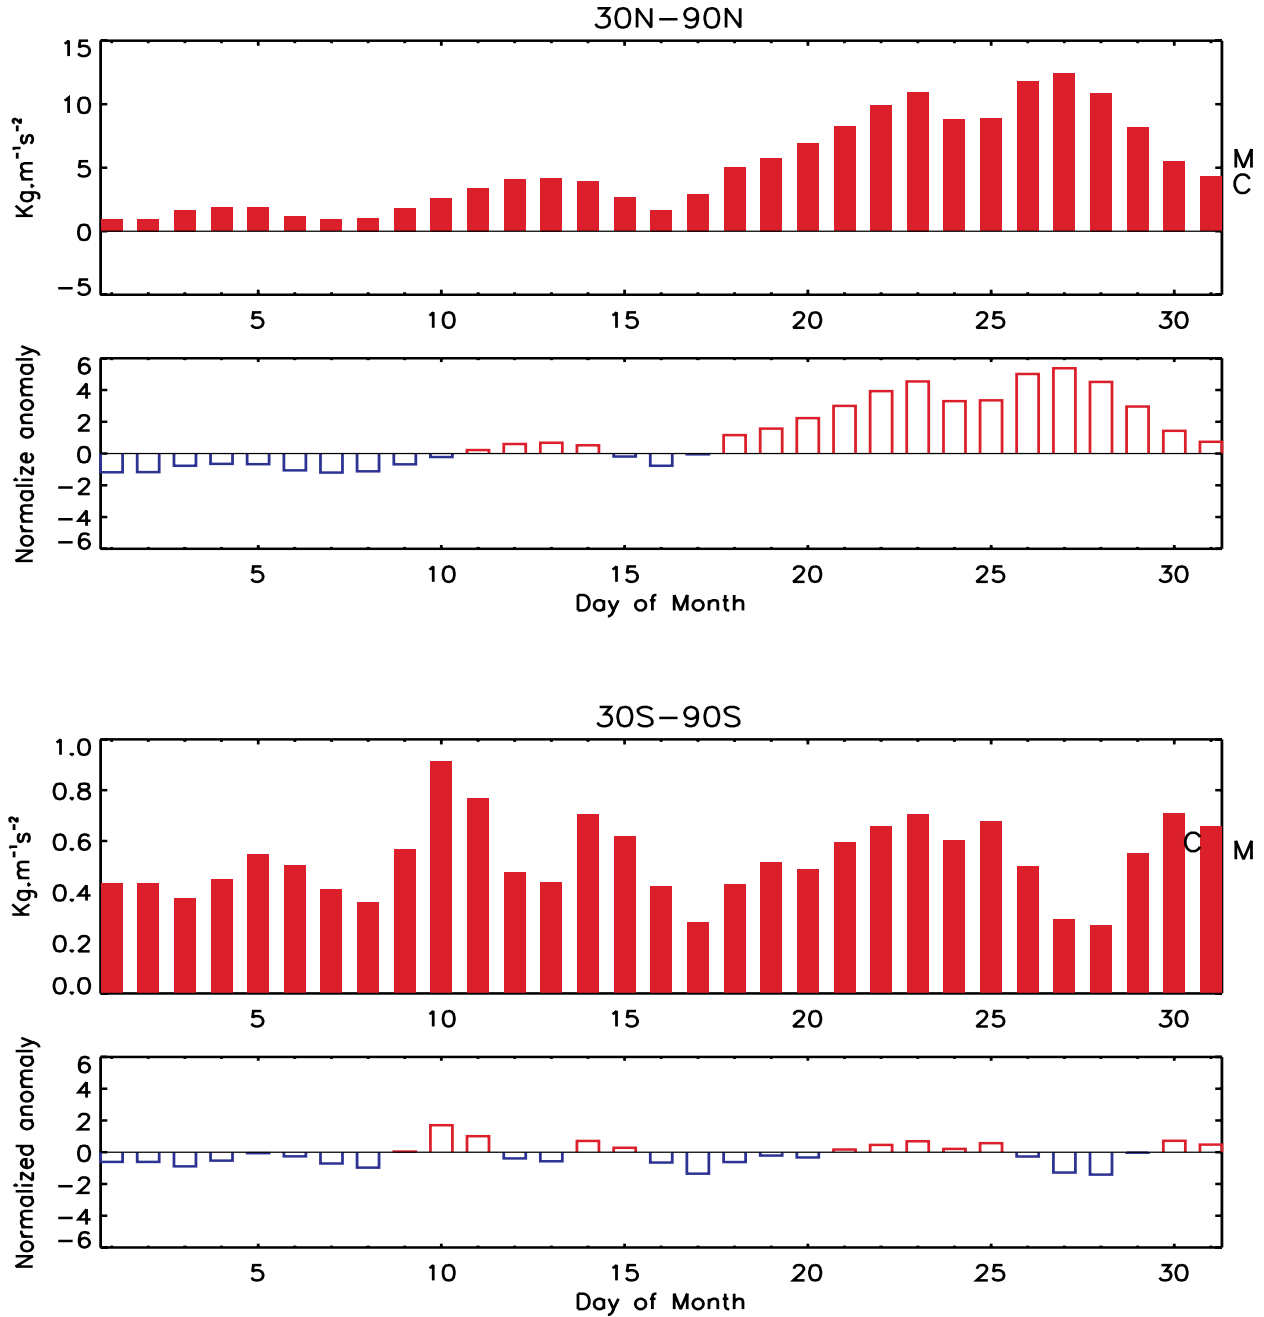 30N−90N
15
10
5
0
−5
Kg.m⁻¹s⁻²
M
C
5 10 15 20 25 30
6
4
2
0
−2
−4
−6
Normalize anomaly
5 10 15 20 25 30
Day of Month
30S−90S
1.0
0.8
0.6
0.4
0.2
0.0
Kg.m⁻¹s⁻²
C M
5 10 15 20 25 30
6
4
2
0
−2
−4
−6
Normalized anomaly
5 10 15 20 25 30
Day of Month